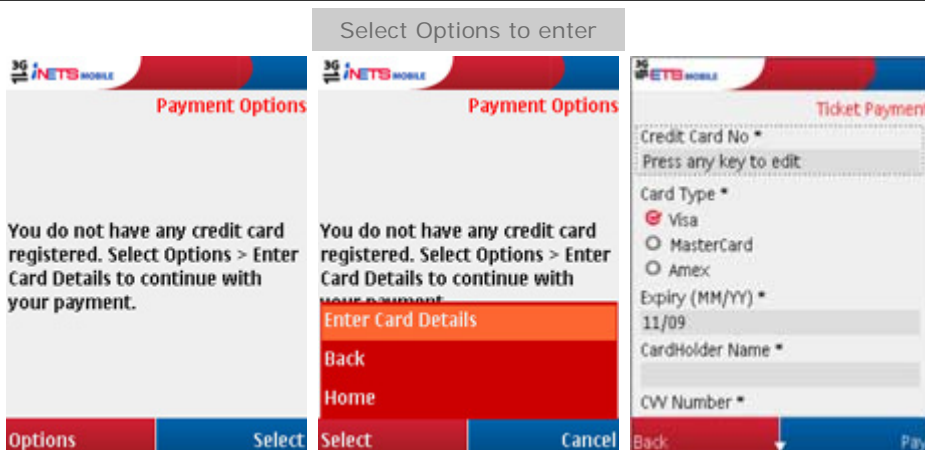 Select Options to enter
3G iNETS MOBILE
Payment Options
You do not have any credit card
registered. Select Options > Enter
Card Details to continue with
your payment.
Options Select
3G iNETS MOBILE
Payment Options
You do not have any credit card
registered. Select Options > Enter
Card Details to continue with
your payment
Enter Card Details
Back
Home
Select Cancel
3G ETS MOBILE
Ticket Payment
Credit Card No *
Press any key to edit
Card Type *
Visa
MasterCard
Amex
Expiry (MM/YY) *
11/09
CardHolder Name *
CVV Number *
Back Pay